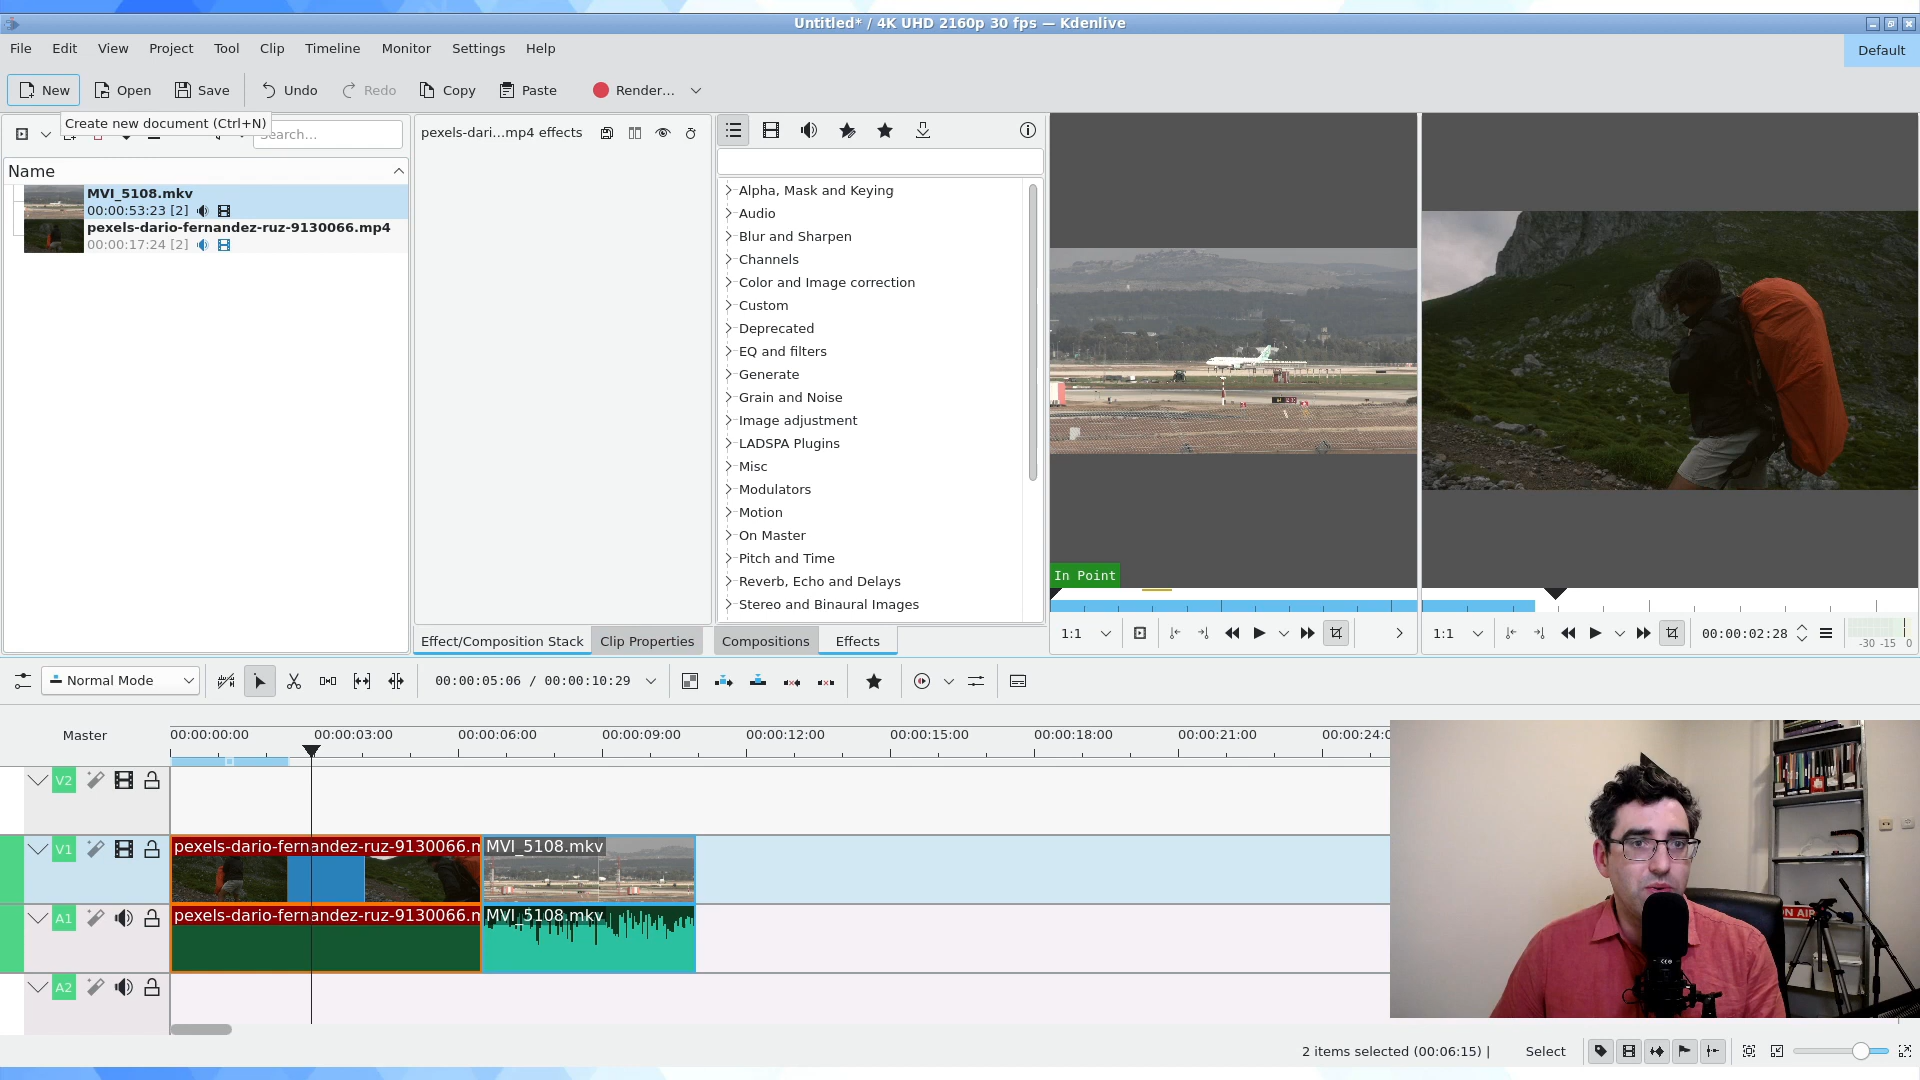 Untitled* / 4K UHD 2160p 30 fps — Kdenlive
File Edit View Project Tool Clip Timeline Monitor Settings Help
Default
New Open Save Undo Redo Copy Paste Render...
Create new document (Ctrl+N)
Search...
Name
MVI_5108.mkv
00:00:53:23 [2]
pexels-dario-fernandez-ruz-9130066.mp4
00:00:17:24 [2]
pexels-dari...mp4 effects
Alpha, Mask and Keying
Audio
Blur and Sharpen
Channels
Color and Image correction
Custom
Deprecated
EQ and filters
Generate
Grain and Noise
Image adjustment
LADSPA Plugins
Misc
Modulators
Motion
On Master
Pitch and Time
Reverb, Echo and Delays
Stereo and Binaural Images
In Point
Effect/Composition Stack Clip Properties Compositions Effects
1:1
1:1 00:00:02:28
-30 -15 0
Normal Mode 00:00:05:06 / 00:00:10:29
Master
00:00:00:00 00:00:03:00 00:00:06:00 00:00:09:00 00:00:12:00 00:00:15:00 00:00:18:00 00:00:21:00 00:00:24:0
V2
V1
pexels-dario-fernandez-ruz-9130066.m MVI_5108.mkv
A1
pexels-dario-fernandez-ruz-9130066.m MVI_5108.mkv
A2
ON AIR
2 items selected (00:06:15) | Select